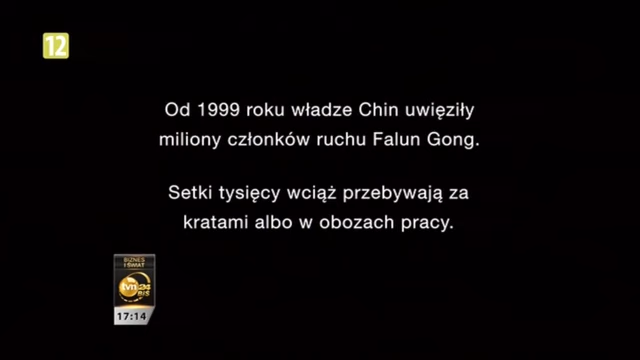 12
Od 1999 roku władze Chin uwięziły
miliony członków ruchu Falun Gong.
Setki tysięcy wciąż przebywają za
kratami albo w obozach pracy.
BIZNES
I ŚWIAT
tvn24
BIS
17:14